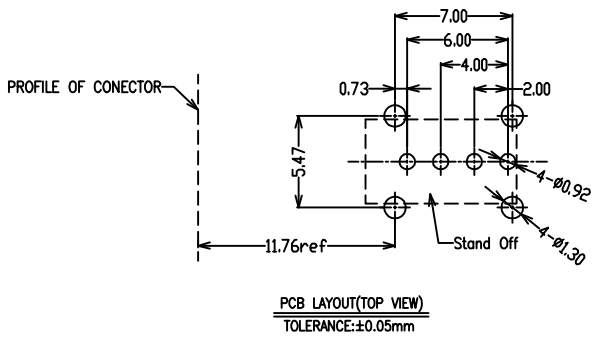 7.00
6.00
4.00
PROFILE OF CONECTOR
0.73
2.00
5.47
4-Ø0.92
11.76ref
Stand Off
4-Ø1.30
PCB LAYOUT(TOP VIEW)
TOLERANCE:±0.05mm